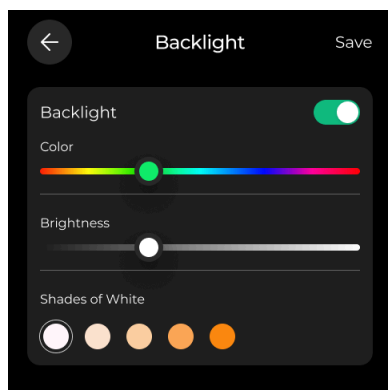 Backlight
Save
Backlight
Color
Brightness
Shades of White